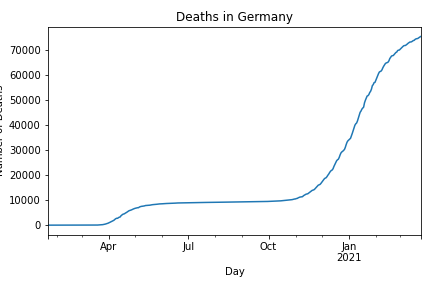 Deaths in Germany
Number of Deaths
70000
60000
50000
40000
30000
20000
10000
0
Apr
Jul
Oct
Jan
2021
Day